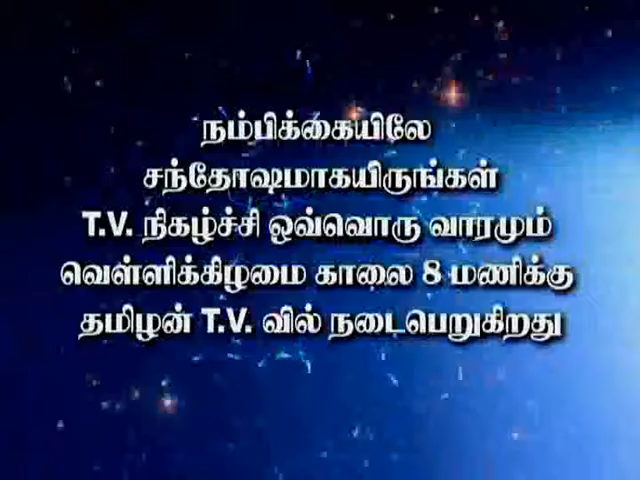 நம்பிக்கையிலே
சந்தோஷமாகயிருங்கள்
T.V. நிகழ்ச்சி ஒவ்வொரு வாரமும்
வெள்ளிக்கிழமை காலை 8 மணிக்கு
தமிழன் T.V. வில் நடைபெறுகிறது